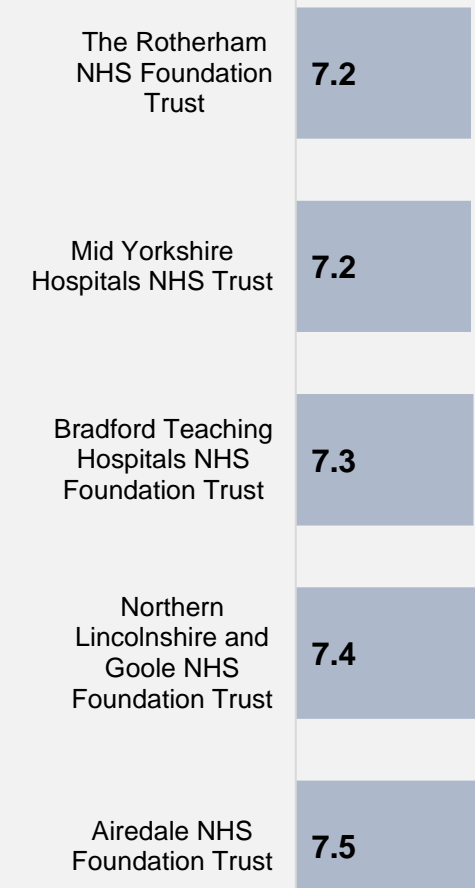 The Rotherham
NHS Foundation
Trust
7.2
Mid Yorkshire
Hospitals NHS Trust
7.2
Bradford Teaching
Hospitals NHS
Foundation Trust
7.3
Northern
Lincolnshire and
Goole NHS
Foundation Trust
7.4
Airedale NHS
Foundation Trust
7.5